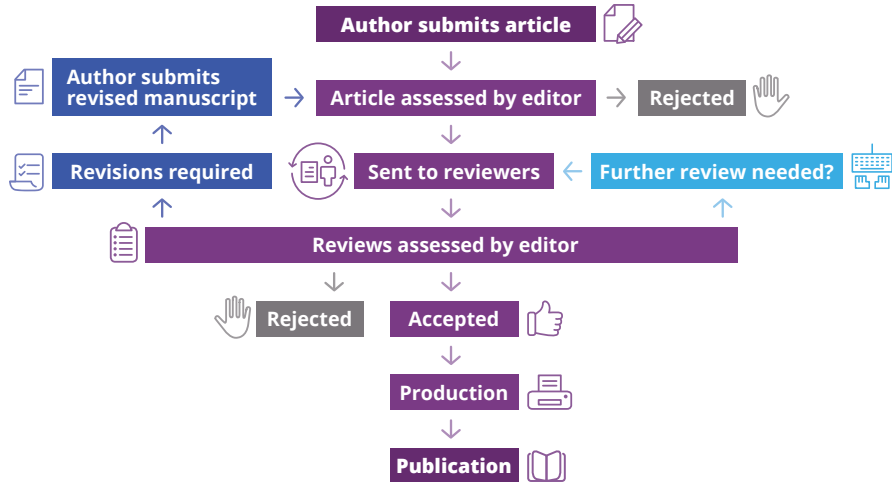 Author submits article
Author submits
revised manuscript
Article assessed by editor
Rejected
Revisions required
Sent to reviewers
Further review needed?
Reviews assessed by editor
Rejected
Accepted
Production
Publication